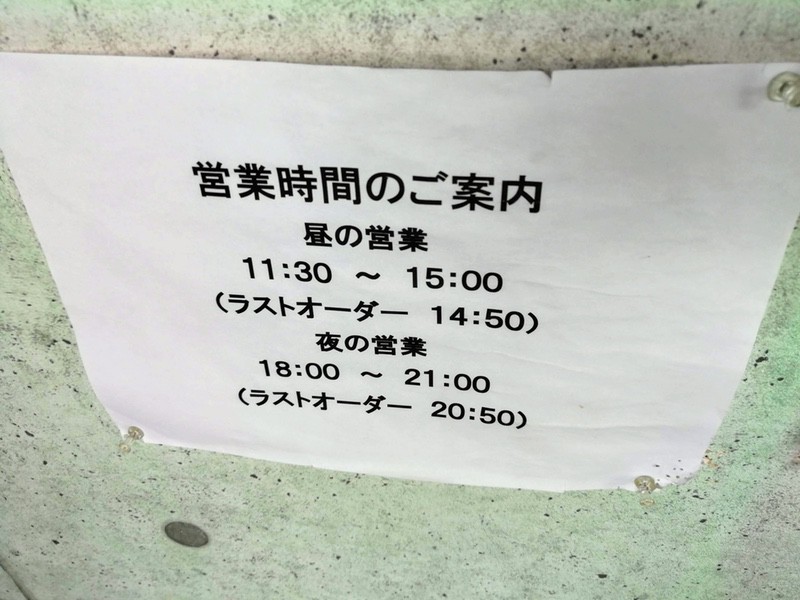 営業時間のご案内
昼の営業
11:30 ～ 15:00
(ラストオーダー 14:50)
夜の営業
18:00 ～ 21:00
(ラストオーダー 20:50)